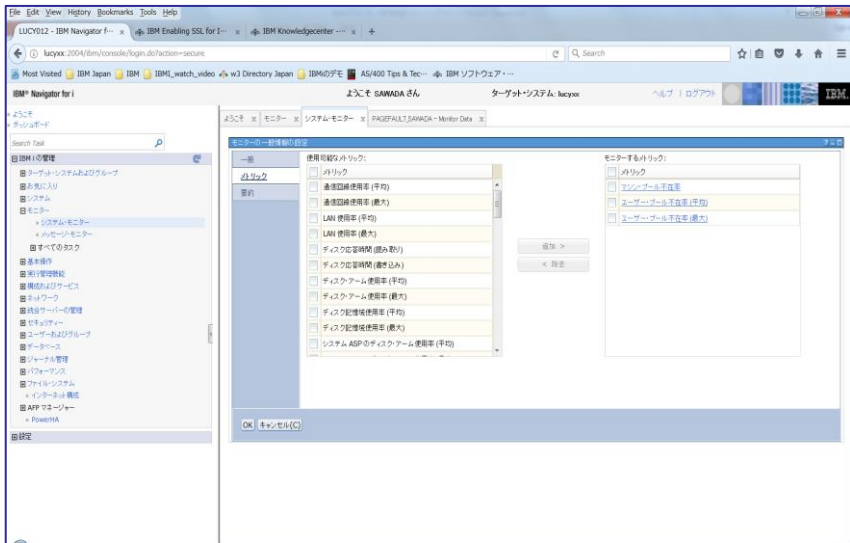 File Edit View History Bookmarks Tools Help
LUCY012 - IBM Navigator f··· x
IBM Enabling SSL for I··· x
IBM Knowledgecenter ··· x +
lucyxx:2004/ibm/console/login.do?action=secure
Search
Most Visited IBM Japan IBM IBMI_watch_video w3 Directory Japan IBMiのデモ AS/400 Tips & Tec··· IBM ソフトウェア・···
IBM® Navigator for i
ようこそ SAWADA さん
ターゲット・システム: lucyxx
ヘルプ | ログアウト
IBM.
ようこそ
ダッシュボード
Search Task
IBM i の管理
ターゲット・システムおよびグループ
お気に入り
システム
モニター
システム・モニター
メッセージ・モニター
すべてのタスク
基本操作
実行管理機能
構成およびサービス
ネットワーク
統合サーバーの管理
セキュリティー
ユーザーおよびグループ
データベース
ジャーナル管理
パフォーマンス
ファイル・システム
インターネット構成
AFP マネージャー
PowerHA
設定
ようこそ x モニター x システム・モニター x PAGEFAULT_SAWADA - Monitor Data x
モニターの一般情報の設定
一般
メトリック
要約
使用可能なメトリック:
メトリック
通信回線使用率 (平均)
通信回線使用率 (最大)
LAN 使用率 (平均)
LAN 使用率 (最大)
ディスク応答時間 (読み取り)
ディスク応答時間 (書き込み)
ディスク・アーム使用率 (平均)
ディスク・アーム使用率 (最大)
ディスク記憶域使用率 (平均)
ディスク記憶域使用率 (最大)
システム ASP のディスク・アーム使用率 (平均)
追加 >
< 除去
モニターするメトリック:
メトリック
マシン・プール不在率
ユーザー・プール不在率 (平均)
ユーザー・プール不在率 (最大)
OK キャンセル(C)